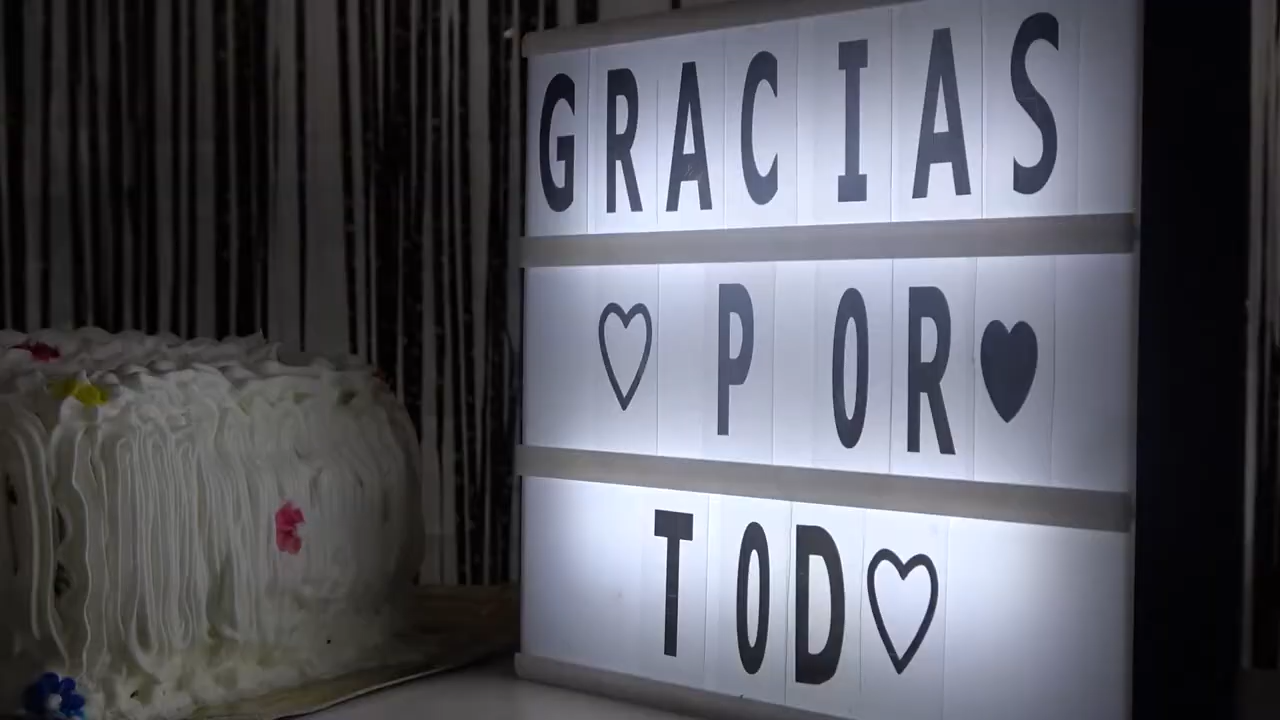 GRACIAS
♡ POR ♥
TOD♡